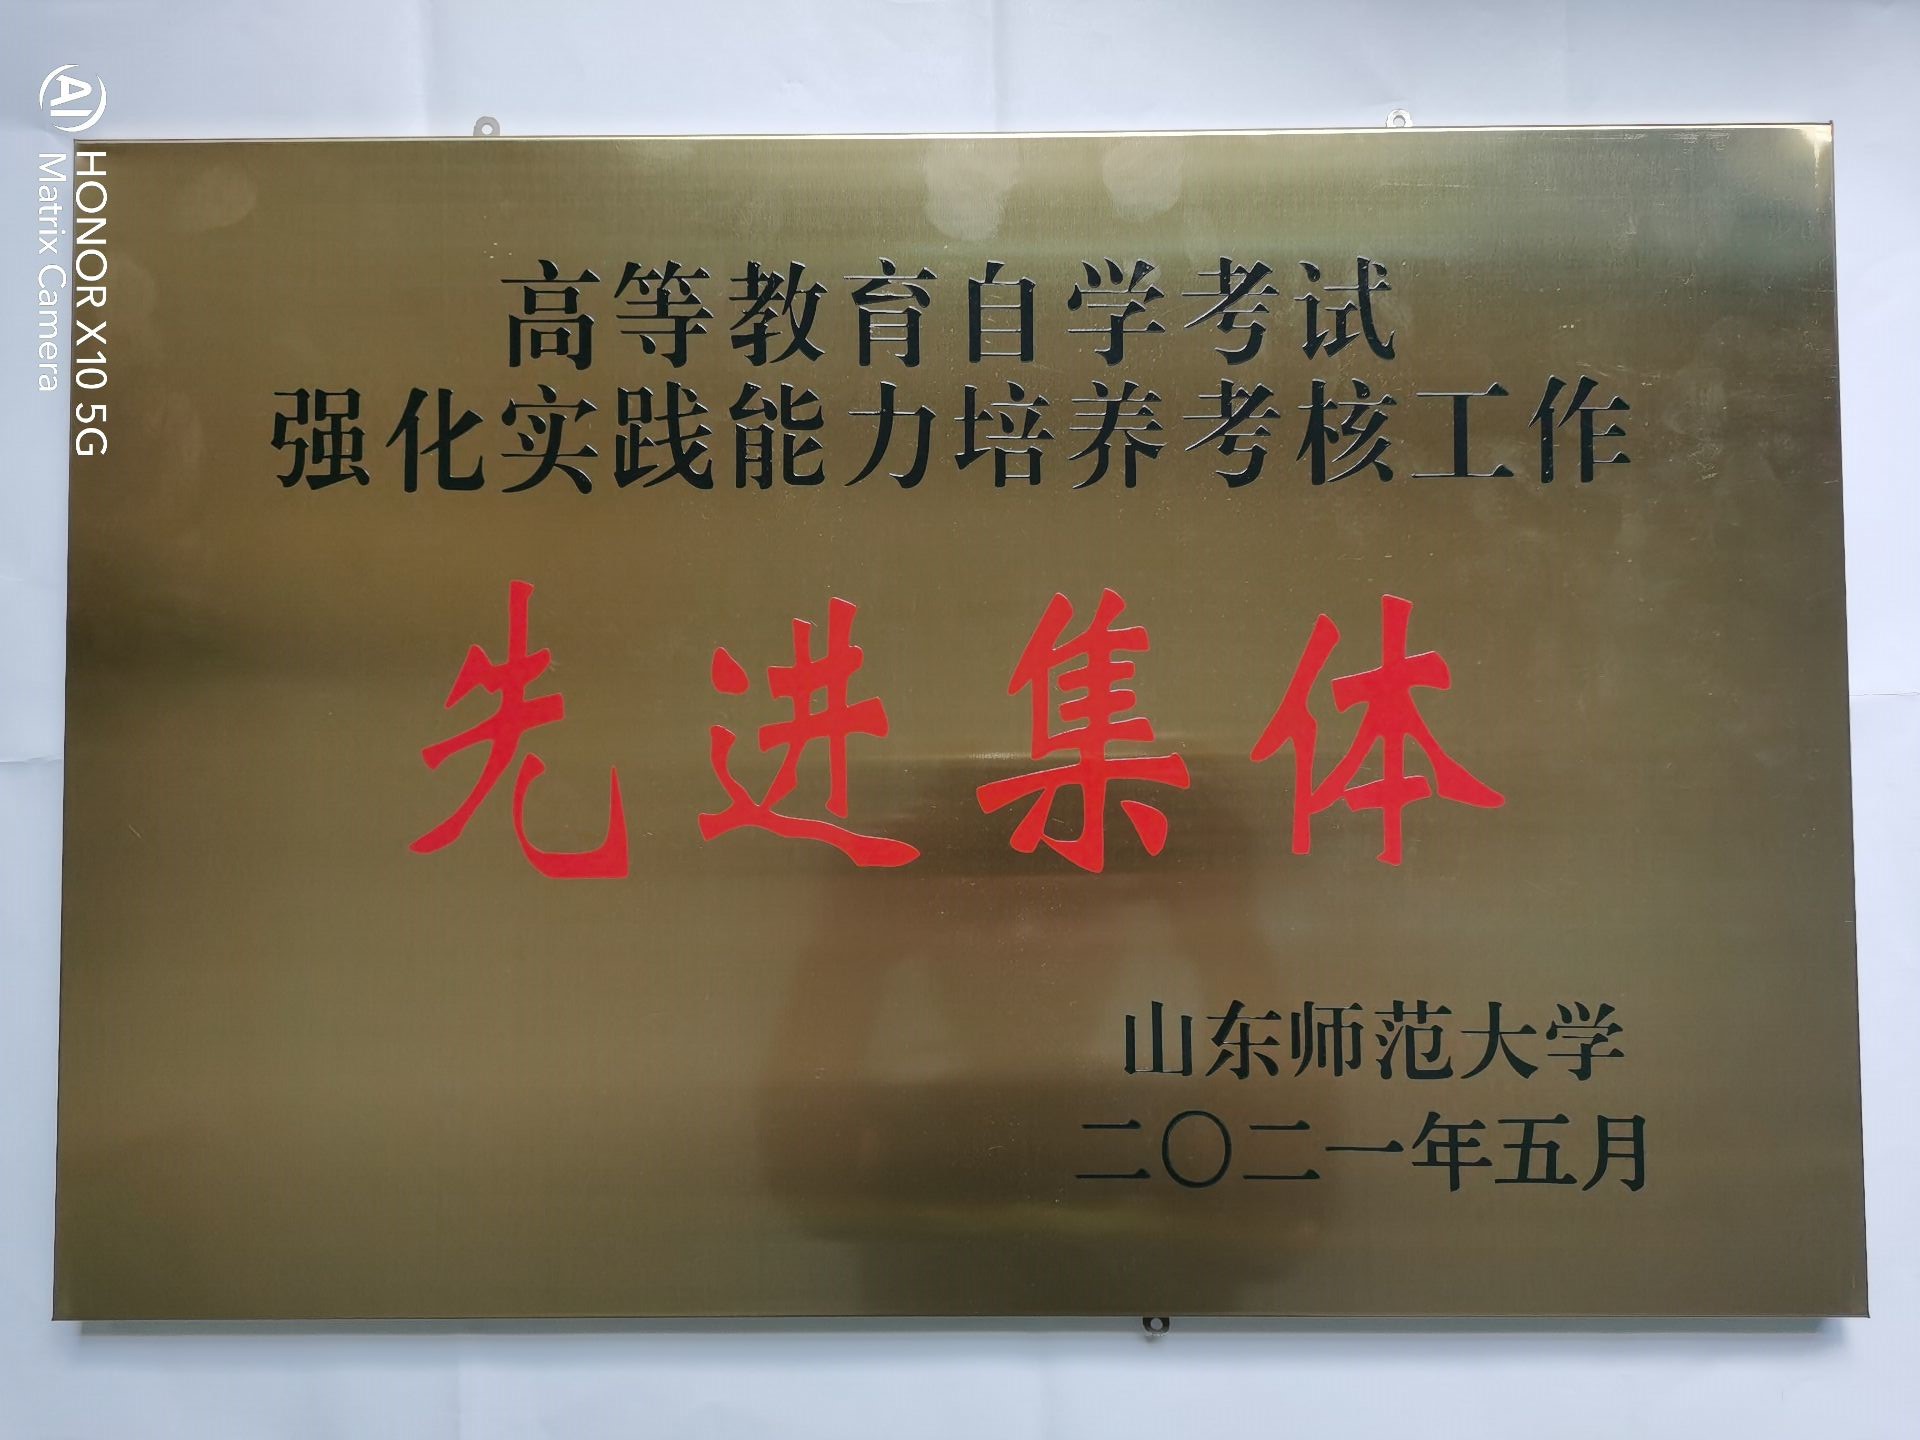 高等教育自学考试
强化实践能力培养考核工作
先进集体
山东师范大学
二〇二一年五月
AI
HONOR X10 5G
Matrix Camera